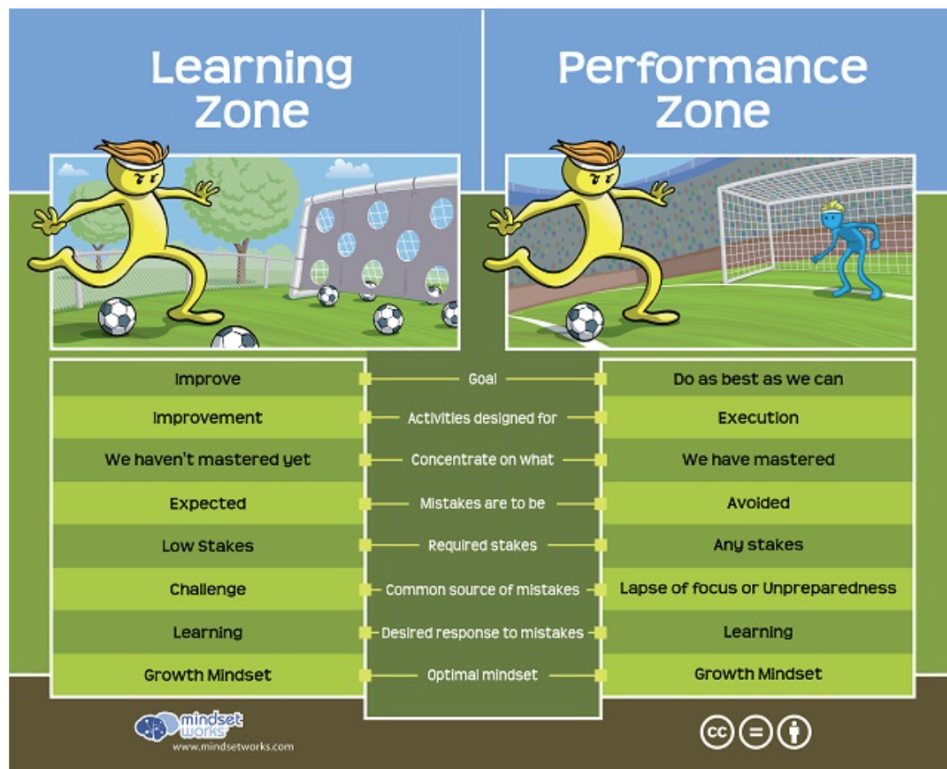 Learning
Zone
Performance
Zone
Improve Goal Do as best as we can
Improvement Activities designed for Execution
We haven't mastered yet Concentrate on what We have mastered
Expected Mistakes are to be Avoided
Low Stakes Required stakes Any stakes
Challenge Common source of mistakes Lapse of focus or Unpreparedness
Learning Desired response to mistakes Learning
Growth Mindset Optimal mindset Growth Mindset
mindset
works
www.mindsetworks.com
cc